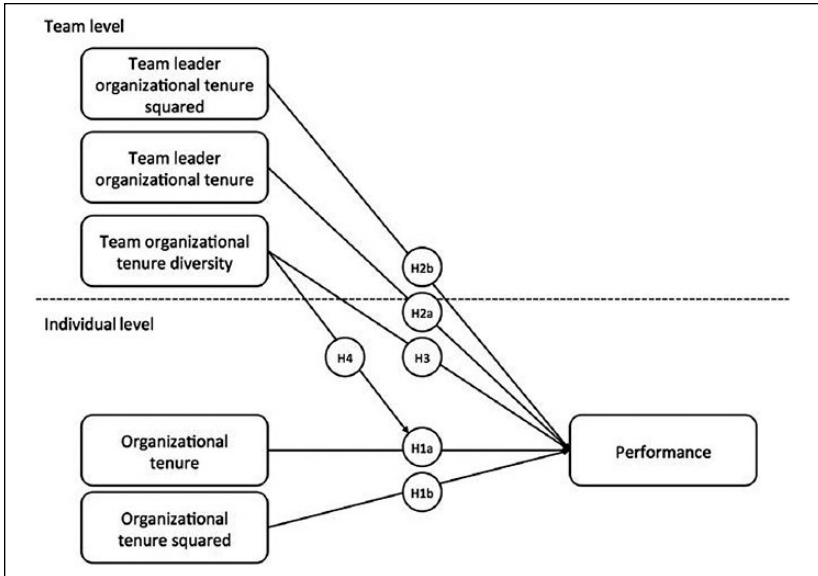 Team level
Team leader
organizational tenure
squared
Team leader
organizational tenure
Team organizational
tenure diversity
H2b
H2a
Individual level
H4
H3
Organizational
tenure
H1a
Performance
H1b
Organizational
tenure squared